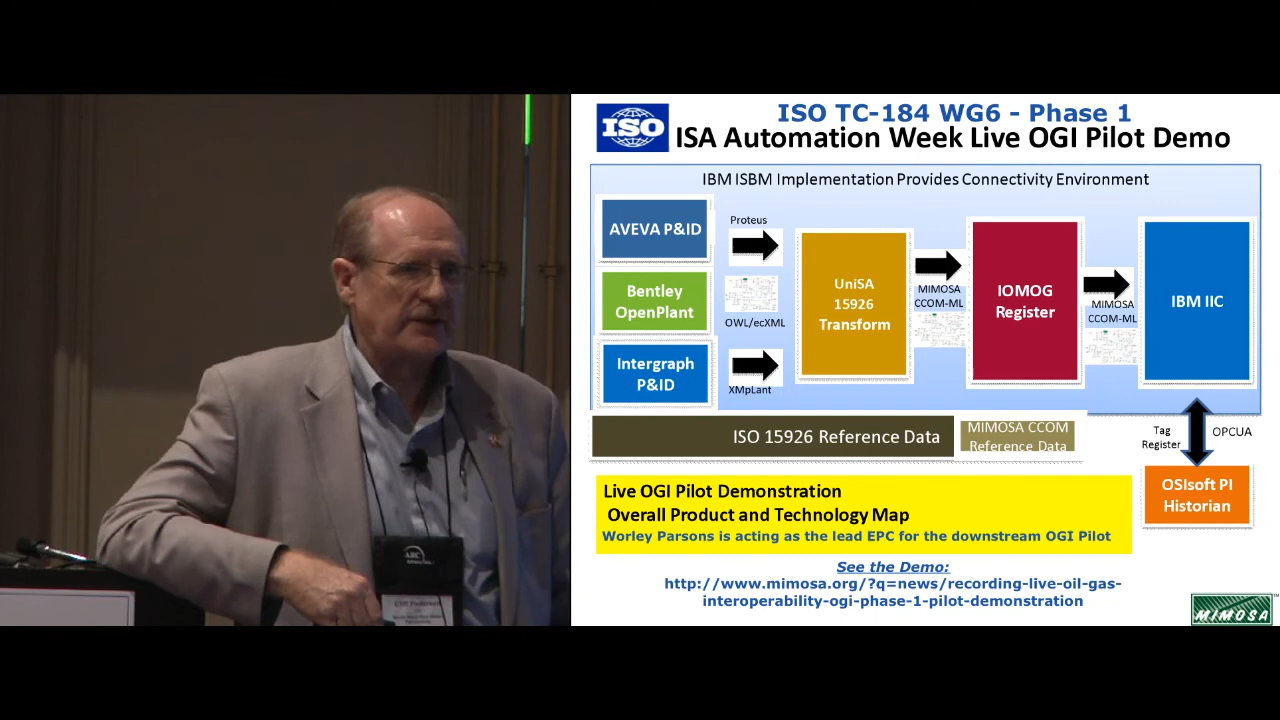 ISO TC-184 WG6 - Phase 1
ISO
ISA Automation Week Live OGI Pilot Demo
IBM ISBM Implementation Provides Connectivity Environment
AVEVA P&ID
Proteus
Bentley
OpenPlant
OWL/ecXML
Intergraph
P&ID
XMpLant
UniSA
15926
Transform
MIMOSA
CCOM-ML
IOMOG
Register
MIMOSA
CCOM-ML
IBM IIC
ISO 15926 Reference Data
MIMOSA CCOM
Reference Data
Tag
Register
OPCUA
OSIsoft PI
Historian
Live OGI Pilot Demonstration
Overall Product and Technology Map
Worley Parsons is acting as the lead EPC for the downstream OGI Pilot
See the Demo:
http://www.mimosa.org/?q=news/recording-live-oil-gas-
interoperability-ogi-phase-1-pilot-demonstration
MIMOSA
ARC